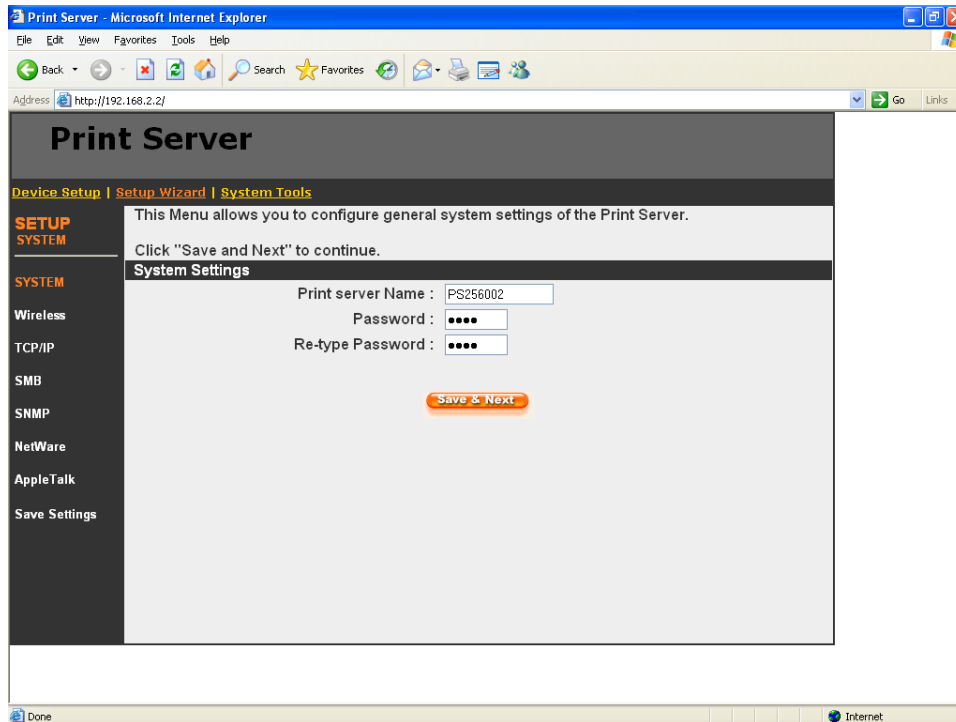 Print Server - Microsoft Internet Explorer
File Edit View Favorites Tools Help
Back Search Favorites
Address http://192.168.2.2/ Go Links
Print Server
Device Setup | Setup Wizard | System Tools
SETUP
SYSTEM
SYSTEM
Wireless
TCP/IP
SMB
SNMP
NetWare
AppleTalk
Save Settings
This Menu allows you to configure general system settings of the Print Server.
Click "Save and Next" to continue.
System Settings
Print server Name : PS256002
Password : ••••
Re-type Password : ••••
Save & Next
Done Internet